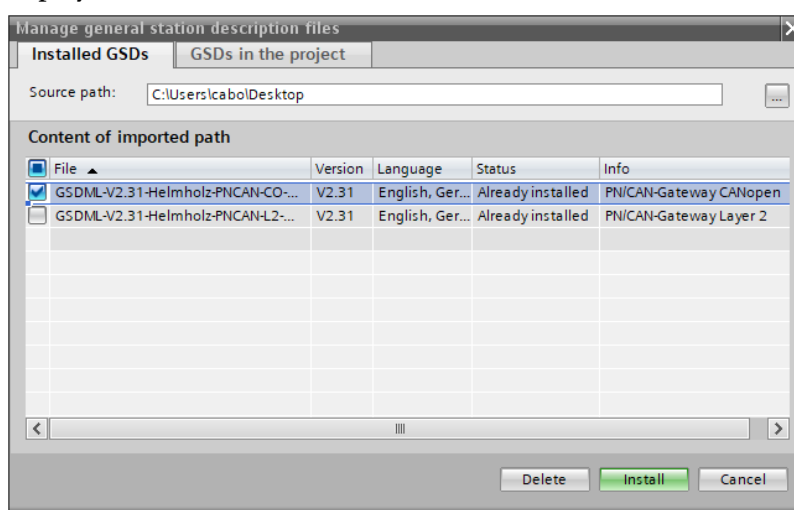 Manage general station description files
Installed GSDs GSDs in the project
Source path: C:\Users\cabo\Desktop ...
Content of imported path
File Version Language Status Info
GSDML-V2.31-Helmholz-PNCAN-CO-... V2.31 English, Ger... Already installed PN/CAN-Gateway CANopen
GSDML-V2.31-Helmholz-PNCAN-L2-... V2.31 English, Ger... Already installed PN/CAN-Gateway Layer 2
Delete Install Cancel